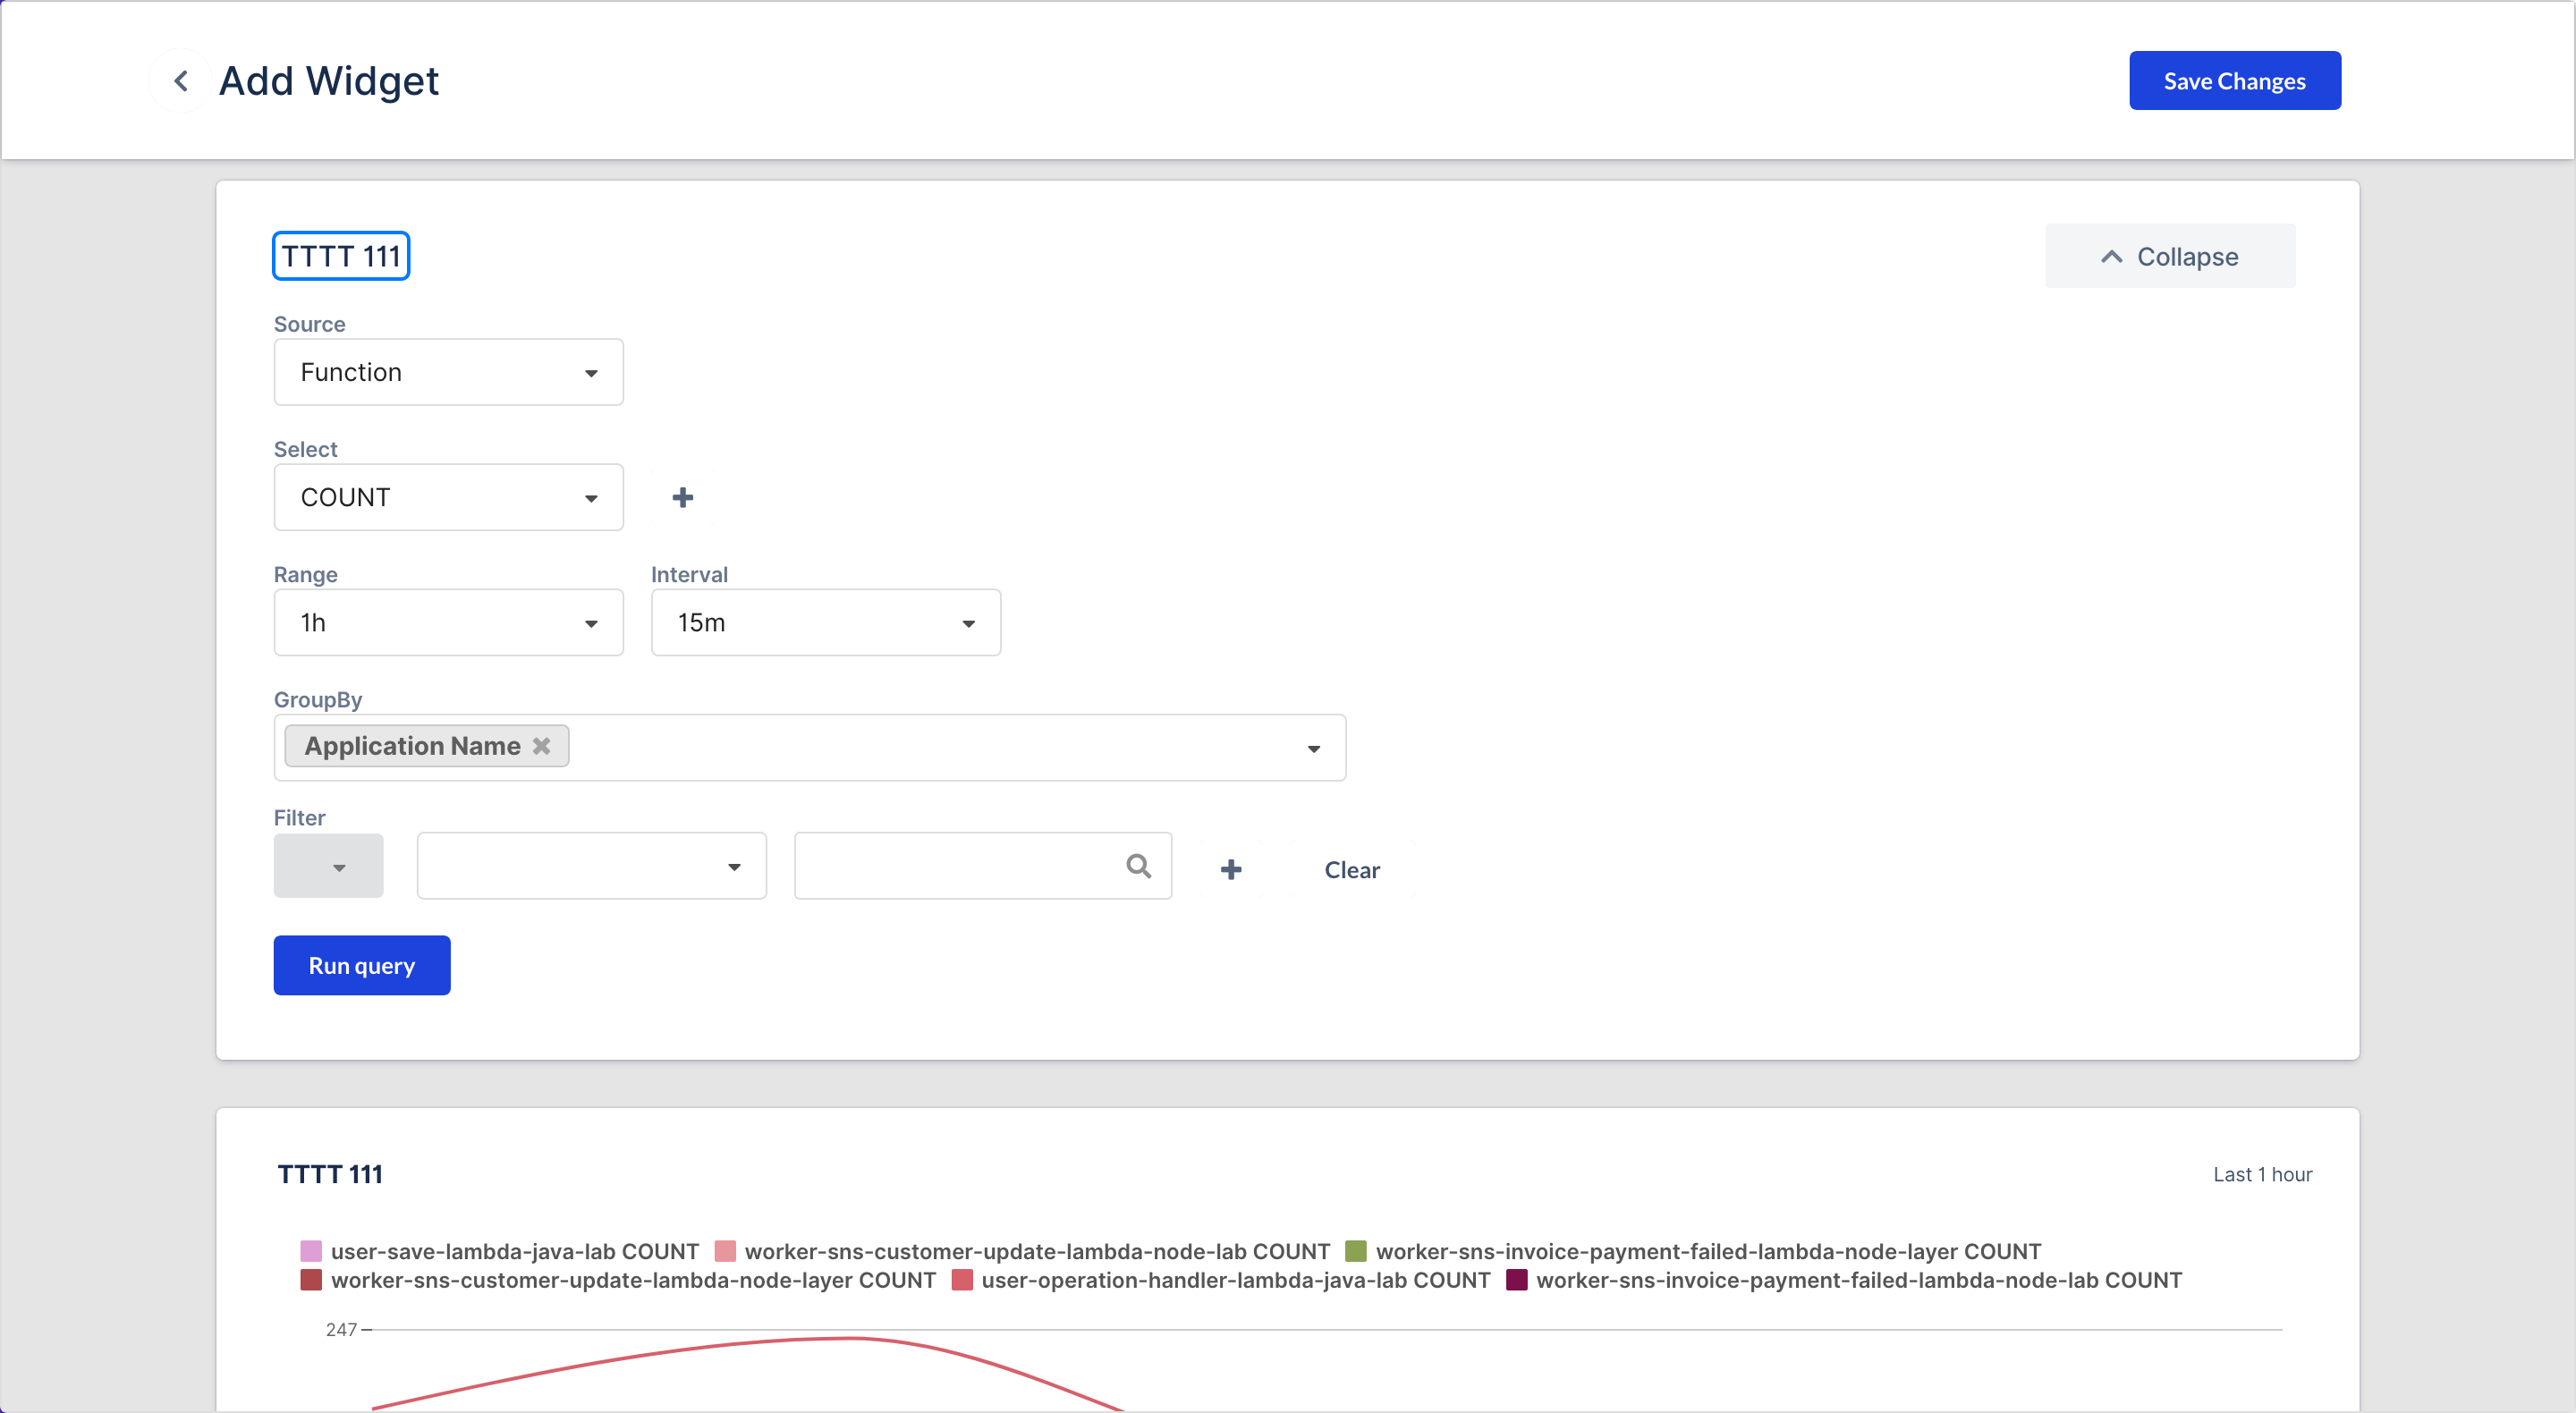 Add Widget
Save Changes
TTTT 111
Collapse
Source
Function
Select
COUNT
Range
Interval
1h
15m
GroupBy
Application Name
Filter
Clear
Run query
TTTT 111
Last 1 hour
user-save-lambda-java-lab COUNT worker-sns-customer-update-lambda-node-lab COUNT worker-sns-invoice-payment-failed-lambda-node-layer COUNT
worker-sns-customer-update-lambda-node-layer COUNT user-operation-handler-lambda-java-lab COUNT worker-sns-invoice-payment-failed-lambda-node-lab COUNT
247